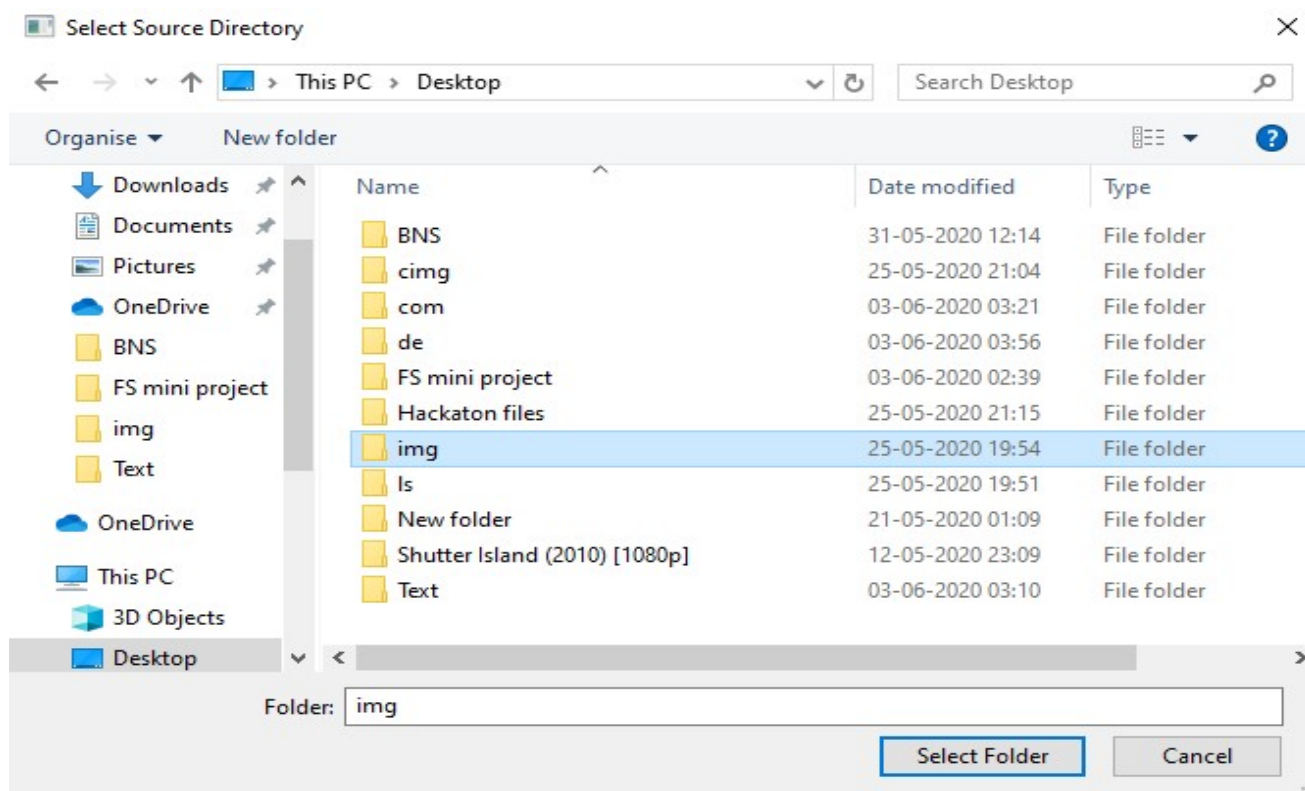 Select Source Directory
This PC > Desktop
Search Desktop
Organise
New folder
Downloads
Documents
Pictures
OneDrive
BNS
FS mini project
img
Text
OneDrive
This PC
3D Objects
Desktop
Name Date modified Type
BNS 31-05-2020 12:14 File folder
cimg 25-05-2020 21:04 File folder
com 03-06-2020 03:21 File folder
de 03-06-2020 03:56 File folder
FS mini project 03-06-2020 02:39 File folder
Hackaton files 25-05-2020 21:15 File folder
img 25-05-2020 19:54 File folder
ls 25-05-2020 19:51 File folder
New folder 21-05-2020 01:09 File folder
Shutter Island (2010) [1080p] 12-05-2020 23:09 File folder
Text 03-06-2020 03:10 File folder
Folder: img
Select Folder Cancel